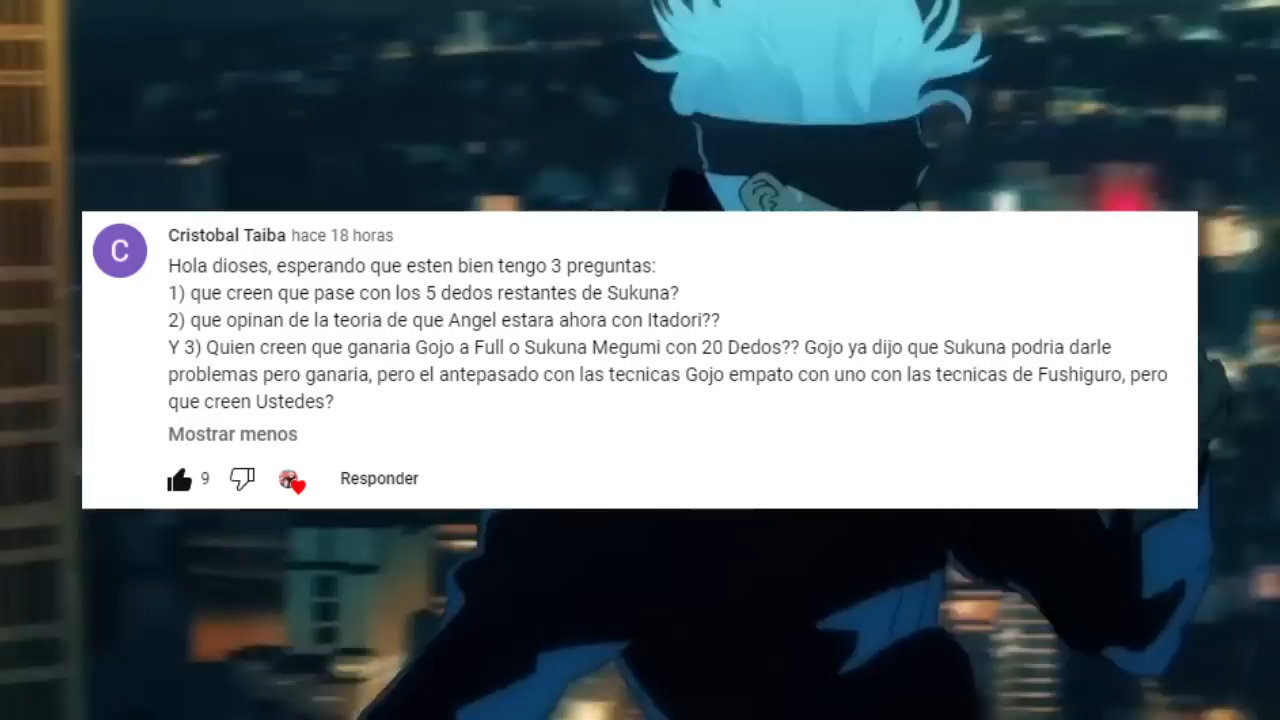 C
Cristobal Taiba hace 18 horas
Hola dioses, esperando que esten bien tengo 3 preguntas:
1) que creen que pase con los 5 dedos restantes de Sukuna?
2) que opinan de la teoria de que Angel estara ahora con Itadori??
Y 3) Quien creen que ganaria Gojo a Full o Sukuna Megumi con 20 Dedos?? Gojo ya dijo que Sukuna podria darle
problemas pero ganaria, pero el antepasado con las tecnicas Gojo empato con uno con las tecnicas de Fushiguro, pero
que creen Ustedes?
Mostrar menos
9 Responder